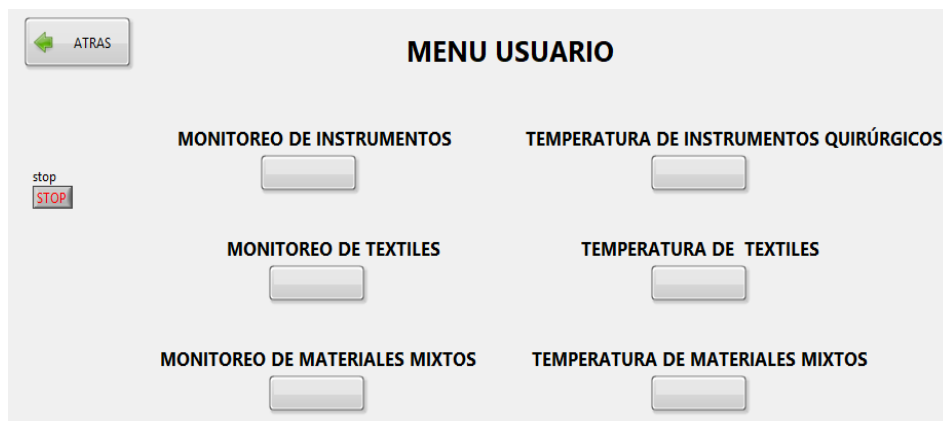 ATRAS
MENU USUARIO
MONITOREO DE INSTRUMENTOS
TEMPERATURA DE INSTRUMENTOS QUIRÚRGICOS
stop
STOP
MONITOREO DE TEXTILES
TEMPERATURA DE TEXTILES
MONITOREO DE MATERIALES MIXTOS
TEMPERATURA DE MATERIALES MIXTOS